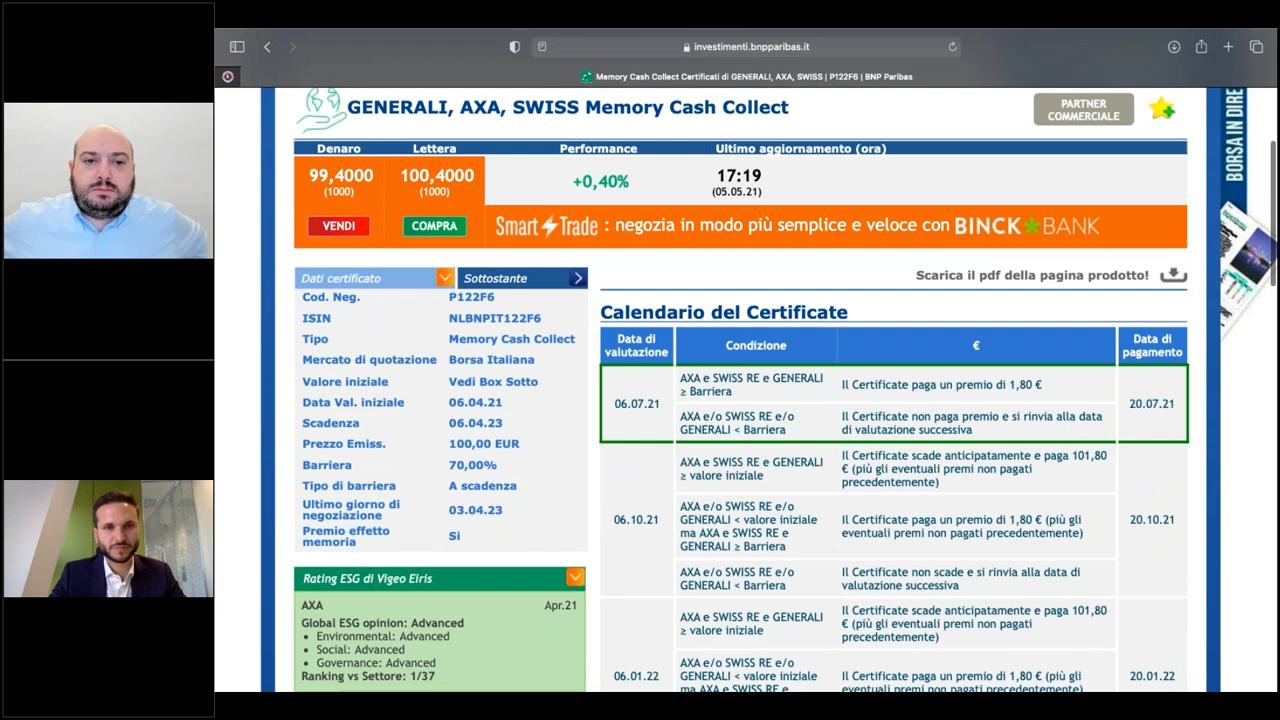 investimenti.bnpparibas.it
Memory Cash Collect Certificati di GENERALI, AXA, SWISS | P122F6 | BNP Paribas
GENERALI, AXA, SWISS Memory Cash Collect
PARTNER
COMMERCIALE
BORSA IN DIRE
Denaro Lettera Performance Ultimo aggiornamento (ora)
99,4000 100,4000 +0,40% 17:19
(1000) (1000) (05.05.21)
VENDI COMPRA SmartTrade : negozia in modo più semplice e veloce con BINCKBANK
Dati certificato Sottostante
Cod. Neg. P122F6
ISIN NLBNPIT122F6
Tipo Memory Cash Collect
Mercato di quotazione Borsa Italiana
Valore iniziale Vedi Box Sotto
Data Val. iniziale 06.04.21
Scadenza 06.04.23
Prezzo Emiss. 100,00 EUR
Barriera 70,00%
Tipo di barriera A scadenza
Ultimo giorno di
negoziazione 03.04.23
Premio effetto
memoria Si
Rating ESG di Vigeo Eiris
AXA Apr.21
Global ESG opinion: Advanced
• Environmental: Advanced
• Social: Advanced
• Governance: Advanced
Ranking vs Settore: 1/37
Scarica il pdf della pagina prodotto!
Calendario del Certificate
Data di
valutazione
Condizione
€
Data di
pagamento
06.07.21
AXA e SWISS RE e GENERALI
≥ Barriera
Il Certificate paga un premio di 1,80 €
20.07.21
AXA e/o SWISS RE e/o
GENERALI < Barriera
Il Certificate non paga premio e si rinvia alla data
di valutazione successiva
06.10.21
AXA e SWISS RE e GENERALI
≥ valore iniziale
Il Certificate scade anticipatamente e paga 101,80
€ (più gli eventuali premi non pagati
precedentemente)
20.10.21
AXA e/o SWISS RE e/o
GENERALI < valore iniziale
ma AXA e SWISS RE e
GENERALI ≥ Barriera
Il Certificate paga un premio di 1,80 € (più gli
eventuali premi non pagati precedentemente)
AXA e/o SWISS RE e/o
GENERALI < Barriera
Il Certificate non scade e si rinvia alla data di
valutazione successiva
06.01.22
AXA e SWISS RE e GENERALI
≥ valore iniziale
Il Certificate scade anticipatamente e paga 101,80
€ (più gli eventuali premi non pagati
precedentemente)
20.01.22
AXA e/o SWISS RE e/o
GENERALI < valore iniziale
ma AXA e SWISS RE e
Il Certificate paga un premio di 1,80 € (più gli
eventuali premi non pagati precedentemente)